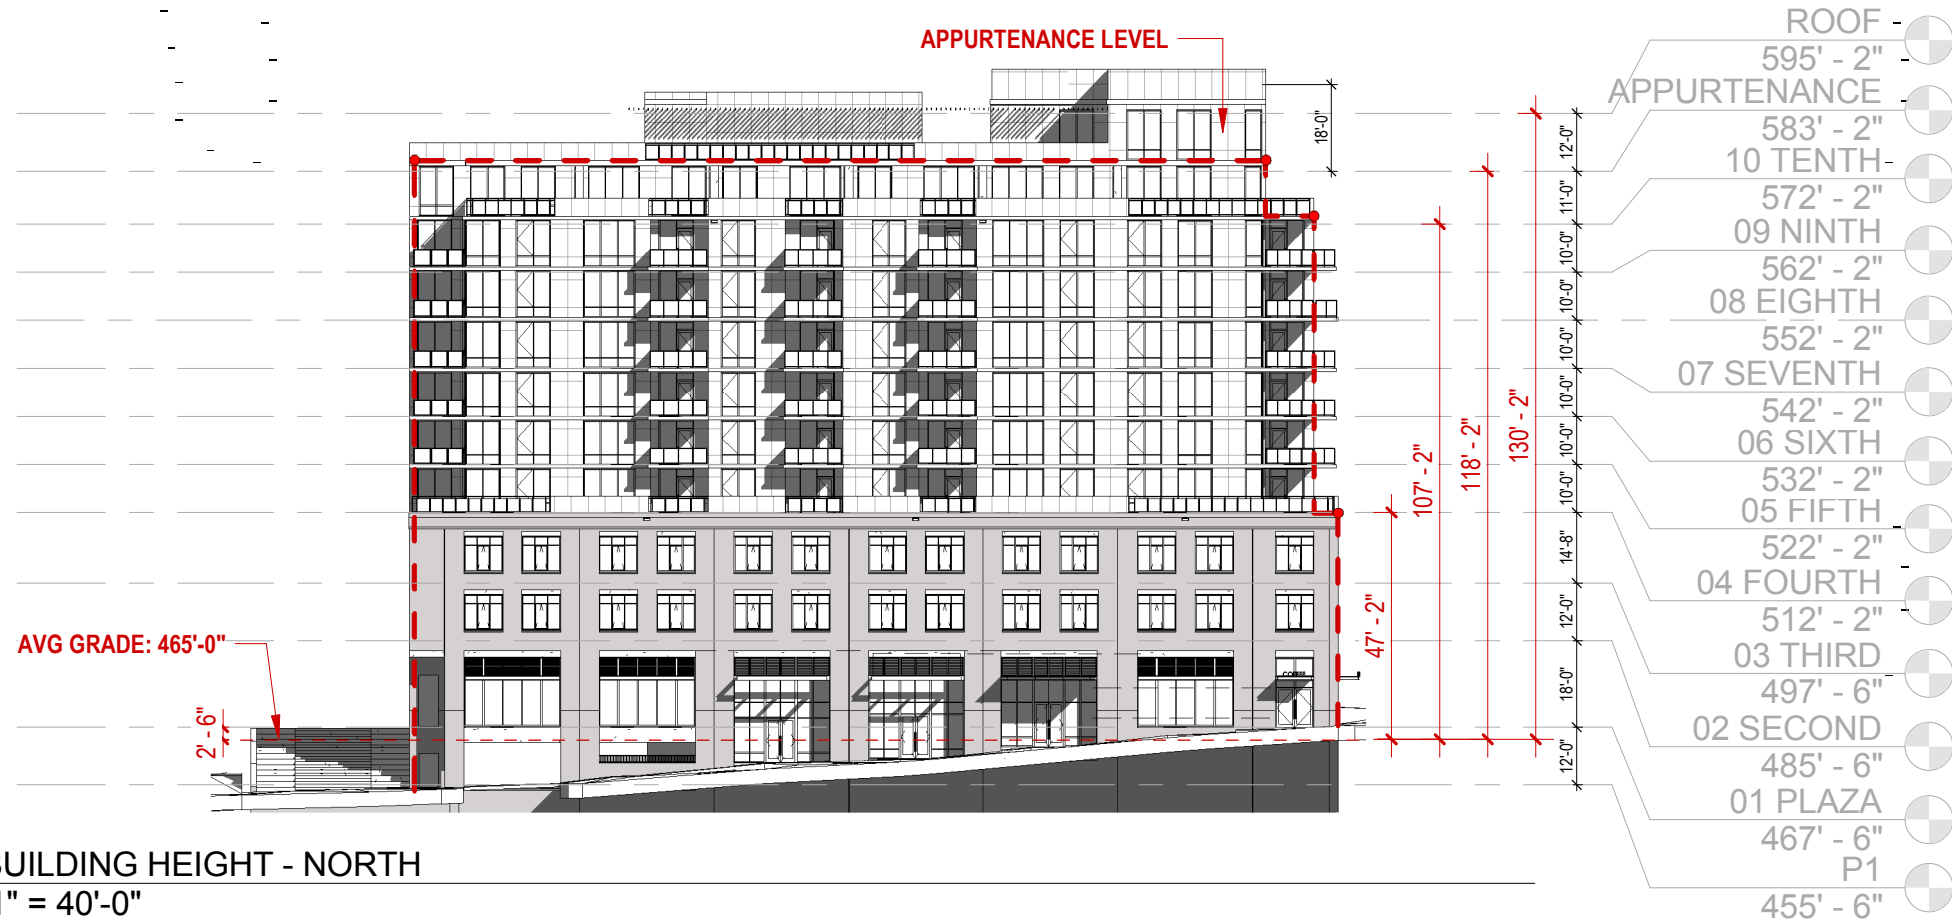 APPURTENANCE LEVEL
ROOF
595' - 2"
APPURTENANCE
583' - 2"
10 TENTH
572' - 2"
09 NINTH
562' - 2"
08 EIGHTH
552' - 2"
07 SEVENTH
542' - 2"
06 SIXTH
532' - 2"
05 FIFTH
522' - 2"
04 FOURTH
512' - 2"
03 THIRD
497' - 6"
02 SECOND
485' - 6"
01 PLAZA
467' - 6"
P1
455' - 6"
18'-0"
12'-0"
11'-0"
10'-0"
10'-0"
10'-0"
10'-0"
10'-0"
10'-0"
14'-8"
12'-0"
18'-0"
12'-0"
130' - 2"
118' - 2"
107' - 2"
47' - 2"
AVG GRADE: 465'-0"
2' - 6"
BUILDING HEIGHT - NORTH
1" = 40'-0"